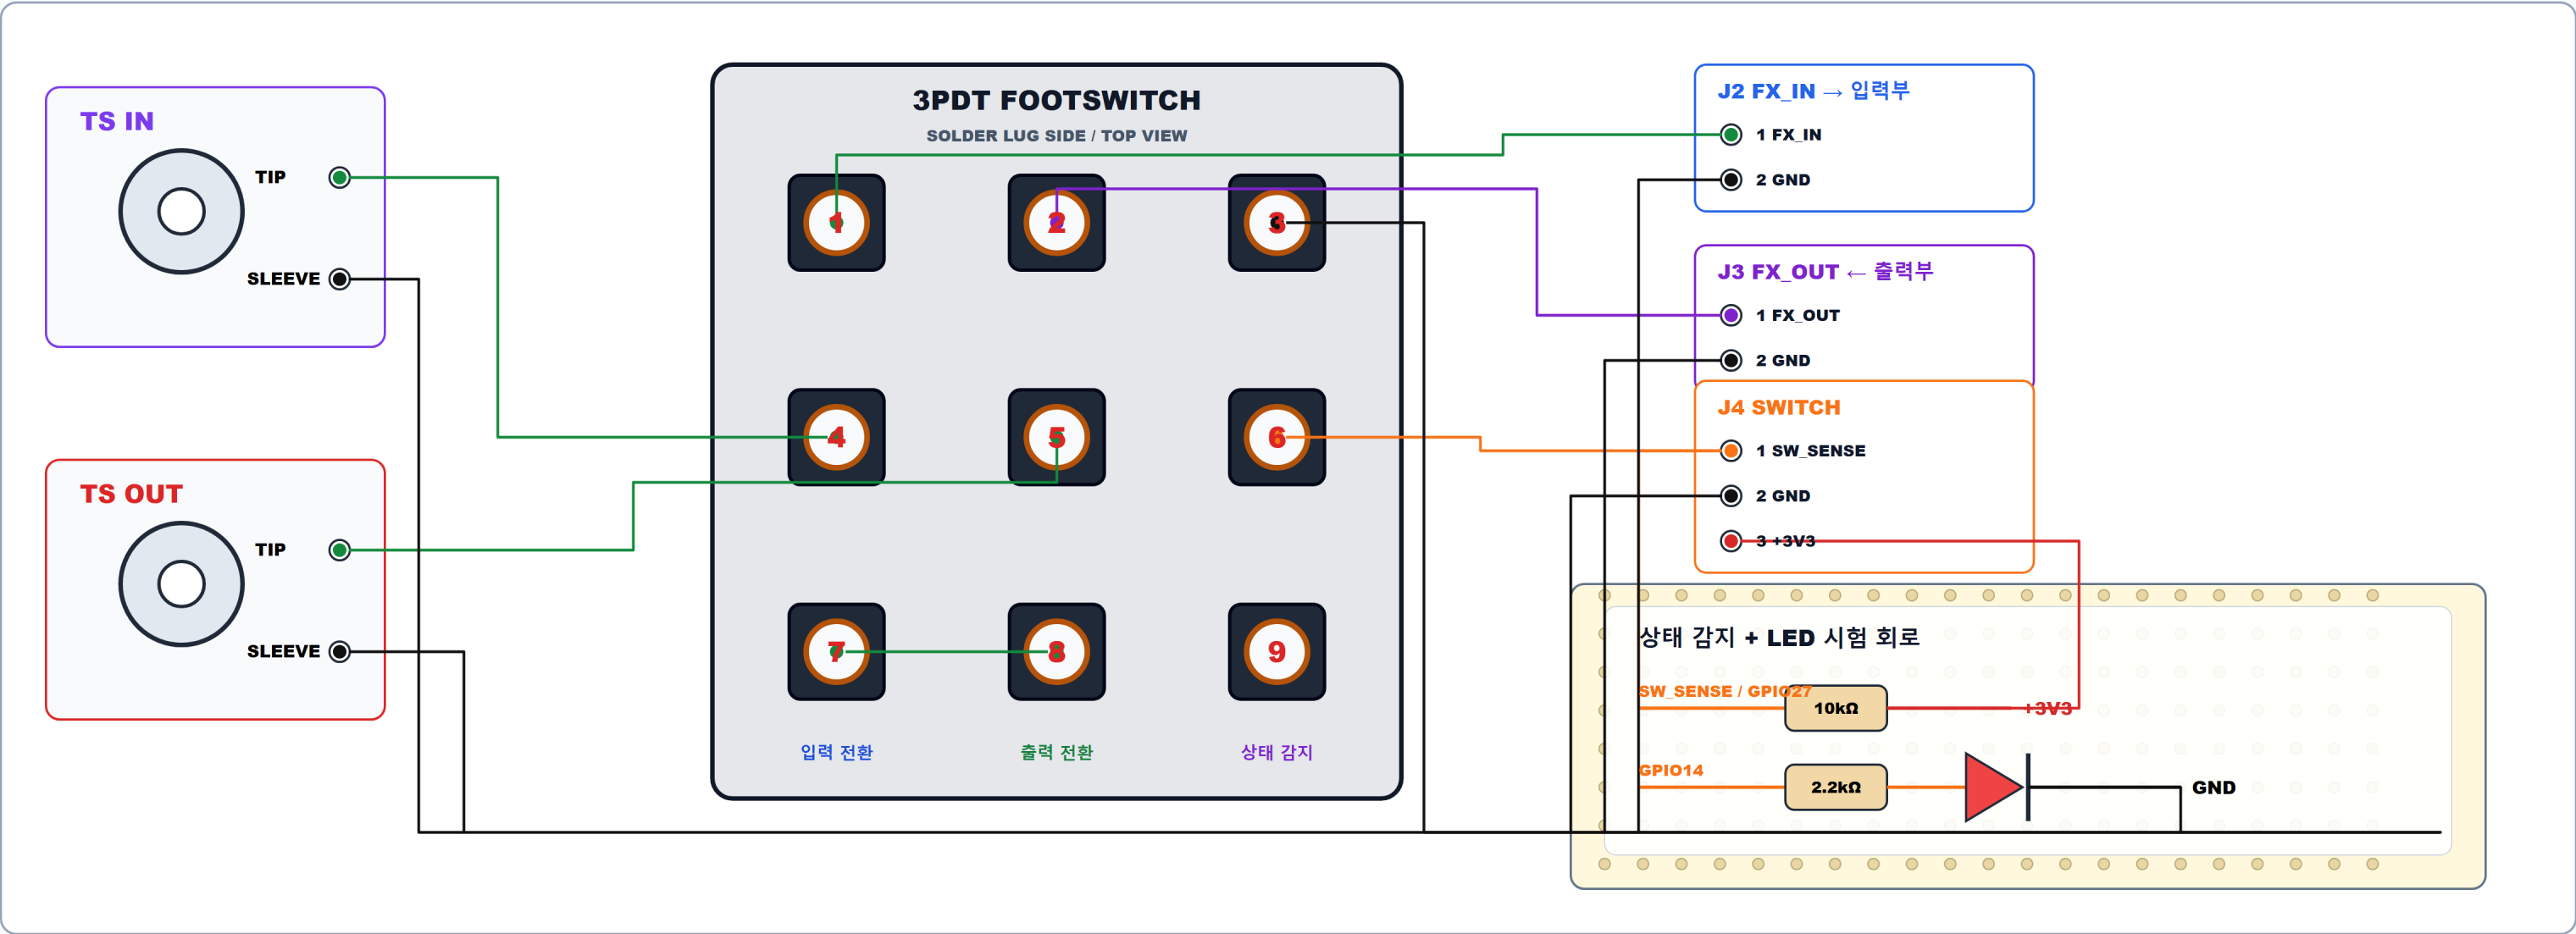 TS IN
TIP
SLEEVE
TS OUT
TIP
SLEEVE
3PDT FOOTSWITCH
SOLDER LUG SIDE / TOP VIEW
1
2
3
4
5
6
7
8
9
입력 전환
출력 전환
상태 감지
J2 FX_IN → 입력부
1 FX_IN
2 GND
J3 FX_OUT ← 출력부
1 FX_OUT
2 GND
J4 SWITCH
1 SW_SENSE
2 GND
3 +3V3
상태 감지 + LED 시험 회로
SW_SENSE / GPIO27
10kΩ
+3V3
GPIO14
2.2kΩ
GND